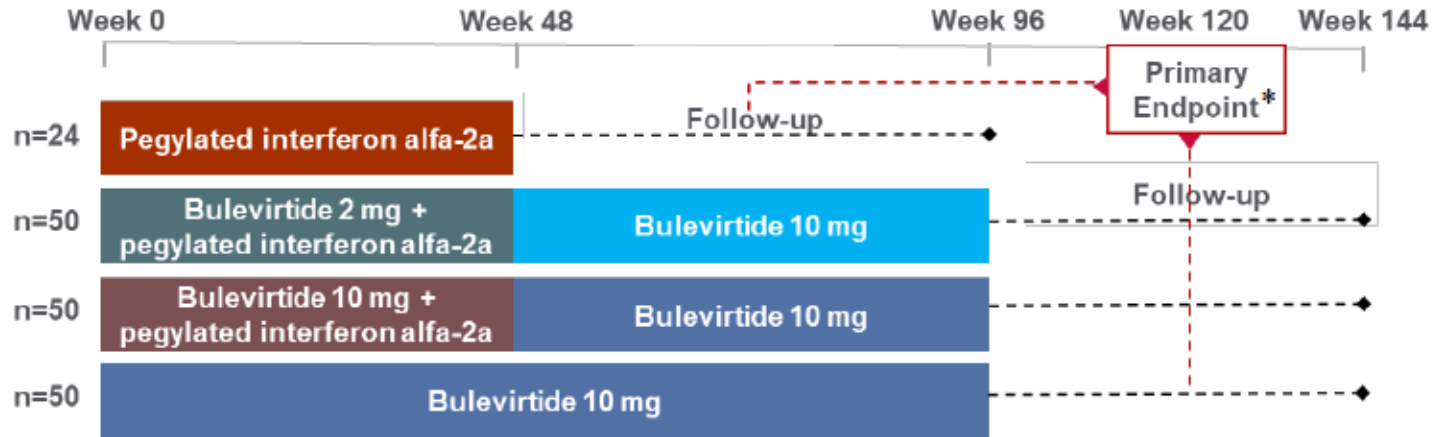 Week 0 Week 48 Week 96 Week 120 Week 144
Primary
Endpoint*
n=24 Pegylated interferon alfa-2a Follow-up
n=50 Bulevirtide 2 mg +
pegylated interferon alfa-2a Bulevirtide 10 mg Follow-up
n=50 Bulevirtide 10 mg +
pegylated interferon alfa-2a Bulevirtide 10 mg
n=50 Bulevirtide 10 mg